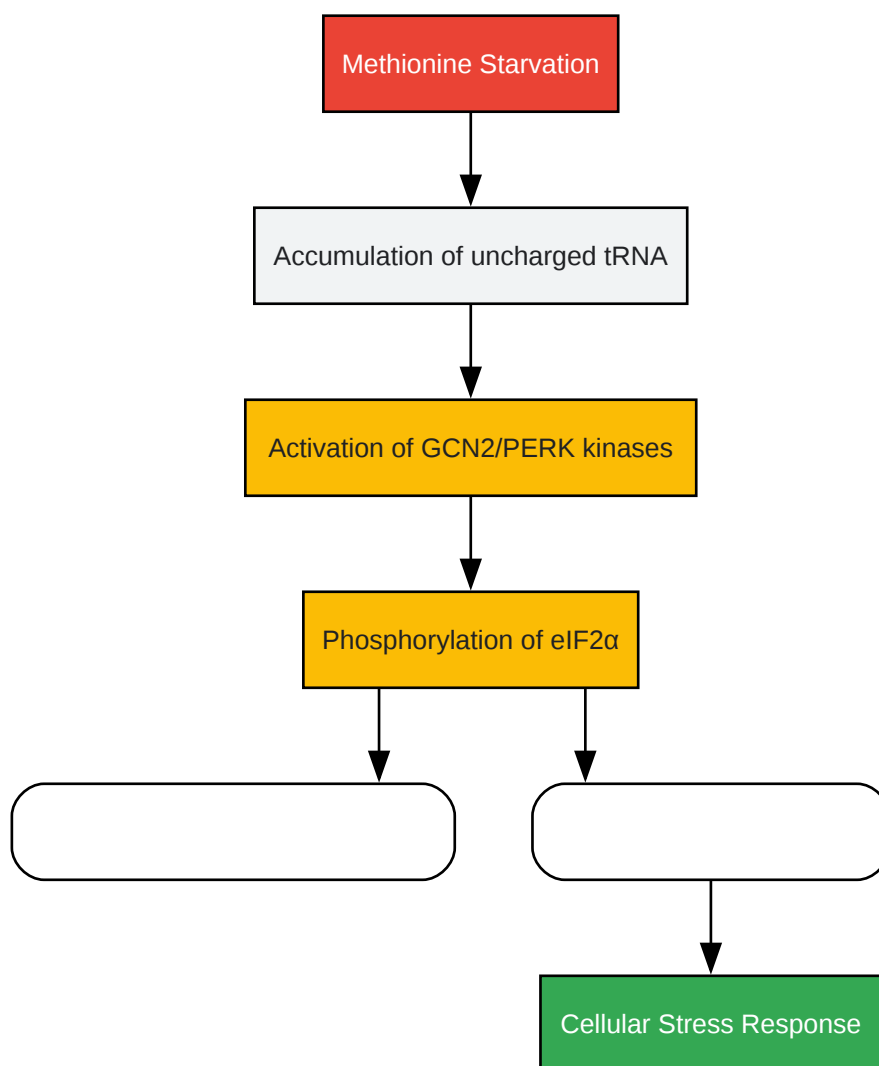 Methionine Starvation
Accumulation of uncharged tRNA
Activation of GCN2/PERK kinases
Phosphorylation of eIF2α
Cellular Stress Response